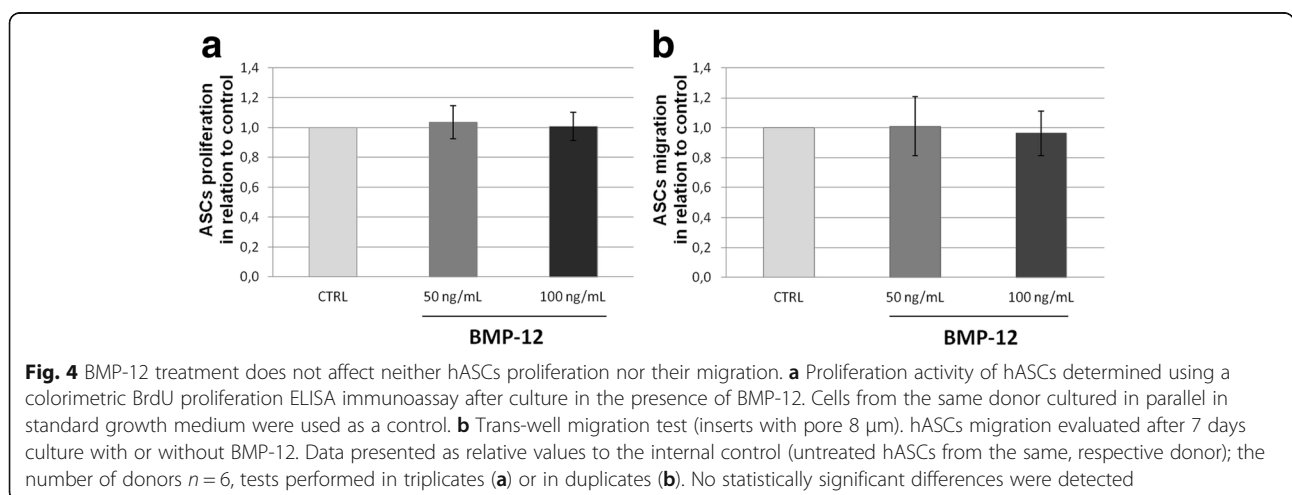 a
b
ASCs proliferation
in relation to control
1,4
1,2
1,0
0,8
0,6
0,4
0,2
0,0
CTRL
50 ng/mL
100 ng/mL
BMP-12
ASCs migration
in relation to control
1,4
1,2
1,0
0,8
0,6
0,4
0,2
0,0
CTRL
50 ng/mL
100 ng/mL
BMP-12
Fig. 4 BMP-12 treatment does not affect neither hASCs proliferation nor their migration. a Proliferation activity of hASCs determined using a
colorimetric BrdU proliferation ELISA immunoassay after culture in the presence of BMP-12. Cells from the same donor cultured in parallel in
standard growth medium were used as a control. b Trans-well migration test (inserts with pore 8 μm). hASCs migration evaluated after 7 days
culture with or without BMP-12. Data presented as relative values to the internal control (untreated hASCs from the same, respective donor); the
number of donors n = 6, tests performed in triplicates (a) or in duplicates (b). No statistically significant differences were detected